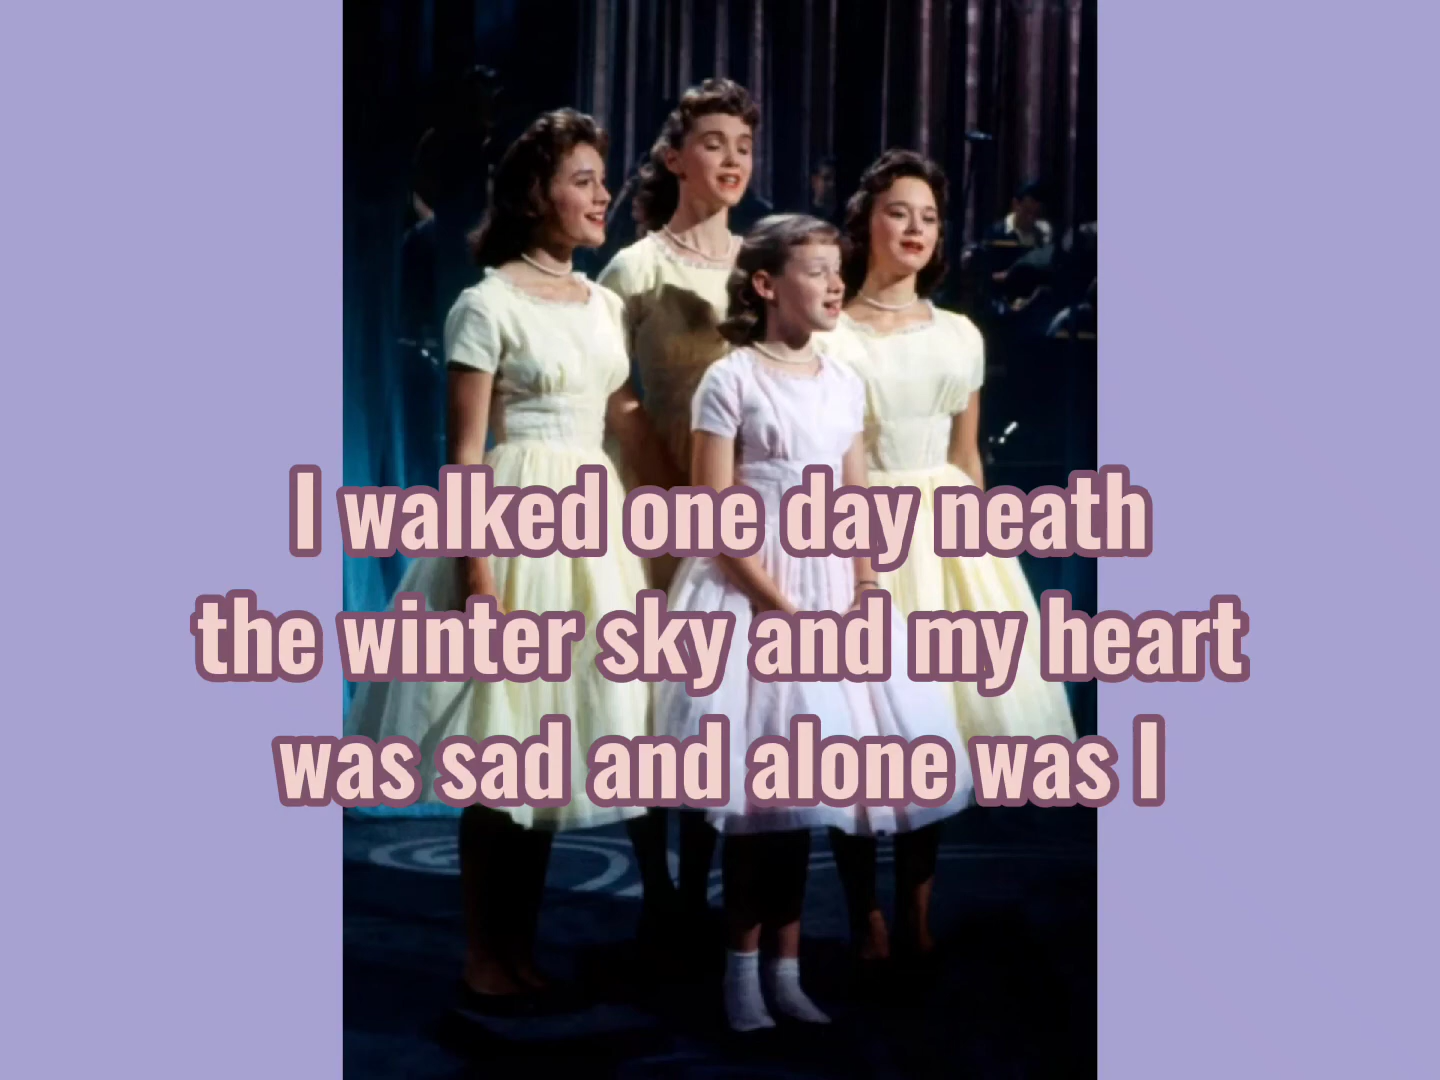 I walked one day neath
the winter sky and my heart
was sad and alone was I